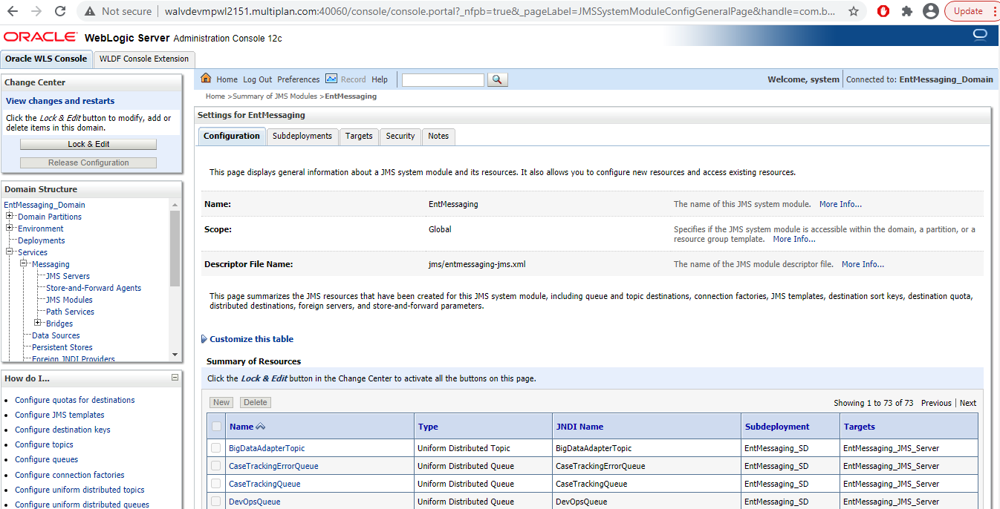 Not secure | walvdevmpwl2151.multiplan.com:40060/console/console.portal?_nfpb=true&_pageLabel=JMSSystemModuleConfigGeneralPage&handle=com.b...
Update
ORACLE WebLogic Server Administration Console 12c
Oracle WLS Console WLDF Console Extension
Change Center
View changes and restarts
Click the Lock & Edit button to modify, add or
delete items in this domain.
Lock & Edit
Release Configuration
Domain Structure
EntMessaging_Domain
Domain Partitions
Environment
Deployments
Services
Messaging
JMS Servers
Store-and-Forward Agents
JMS Modules
Path Services
Bridges
Data Sources
Persistent Stores
Foreign JNDI Providers
How do I...
Configure quotas for destinations
Configure JMS templates
Configure destination keys
Configure topics
Configure queues
Configure connection factories
Configure uniform distributed topics
Configure uniform distributed queues
Home Log Out Preferences Record Help
Welcome, system Connected to: EntMessaging_Domain
Home >Summary of JMS Modules >EntMessaging
Settings for EntMessaging
Configuration Subdeployments Targets Security Notes
This page displays general information about a JMS system module and its resources. It also allows you to configure new resources and access existing resources.
Name: EntMessaging The name of this JMS system module. More Info...
Scope: Global Specifies if the JMS system module is accessible within the domain, a partition, or a
resource group template. More Info...
Descriptor File Name: jms/entmessaging-jms.xml The name of the JMS module descriptor file. More Info...
This page summarizes the JMS resources that have been created for this JMS system module, including queue and topic destinations, connection factories, JMS templates, destination sort keys, destination quota,
distributed destinations, foreign servers, and store-and-forward parameters.
Customize this table
Summary of Resources
Click the Lock & Edit button in the Change Center to activate all the buttons on this page.
New Delete Showing 1 to 73 of 73 Previous | Next
Name Type JNDI Name Subdeployment Targets
BigDataAdapterTopic Uniform Distributed Topic BigDataAdapterTopic EntMessaging_SD EntMessaging_JMS_Server
CaseTrackingErrorQueue Uniform Distributed Queue CaseTrackingErrorQueue EntMessaging_SD EntMessaging_JMS_Server
CaseTrackingQueue Uniform Distributed Queue CaseTrackingQueue EntMessaging_SD EntMessaging_JMS_Server
DevOpsQueue Uniform Distributed Queue DevOpsQueue EntMessaging_SD EntMessaging_JMS_Server